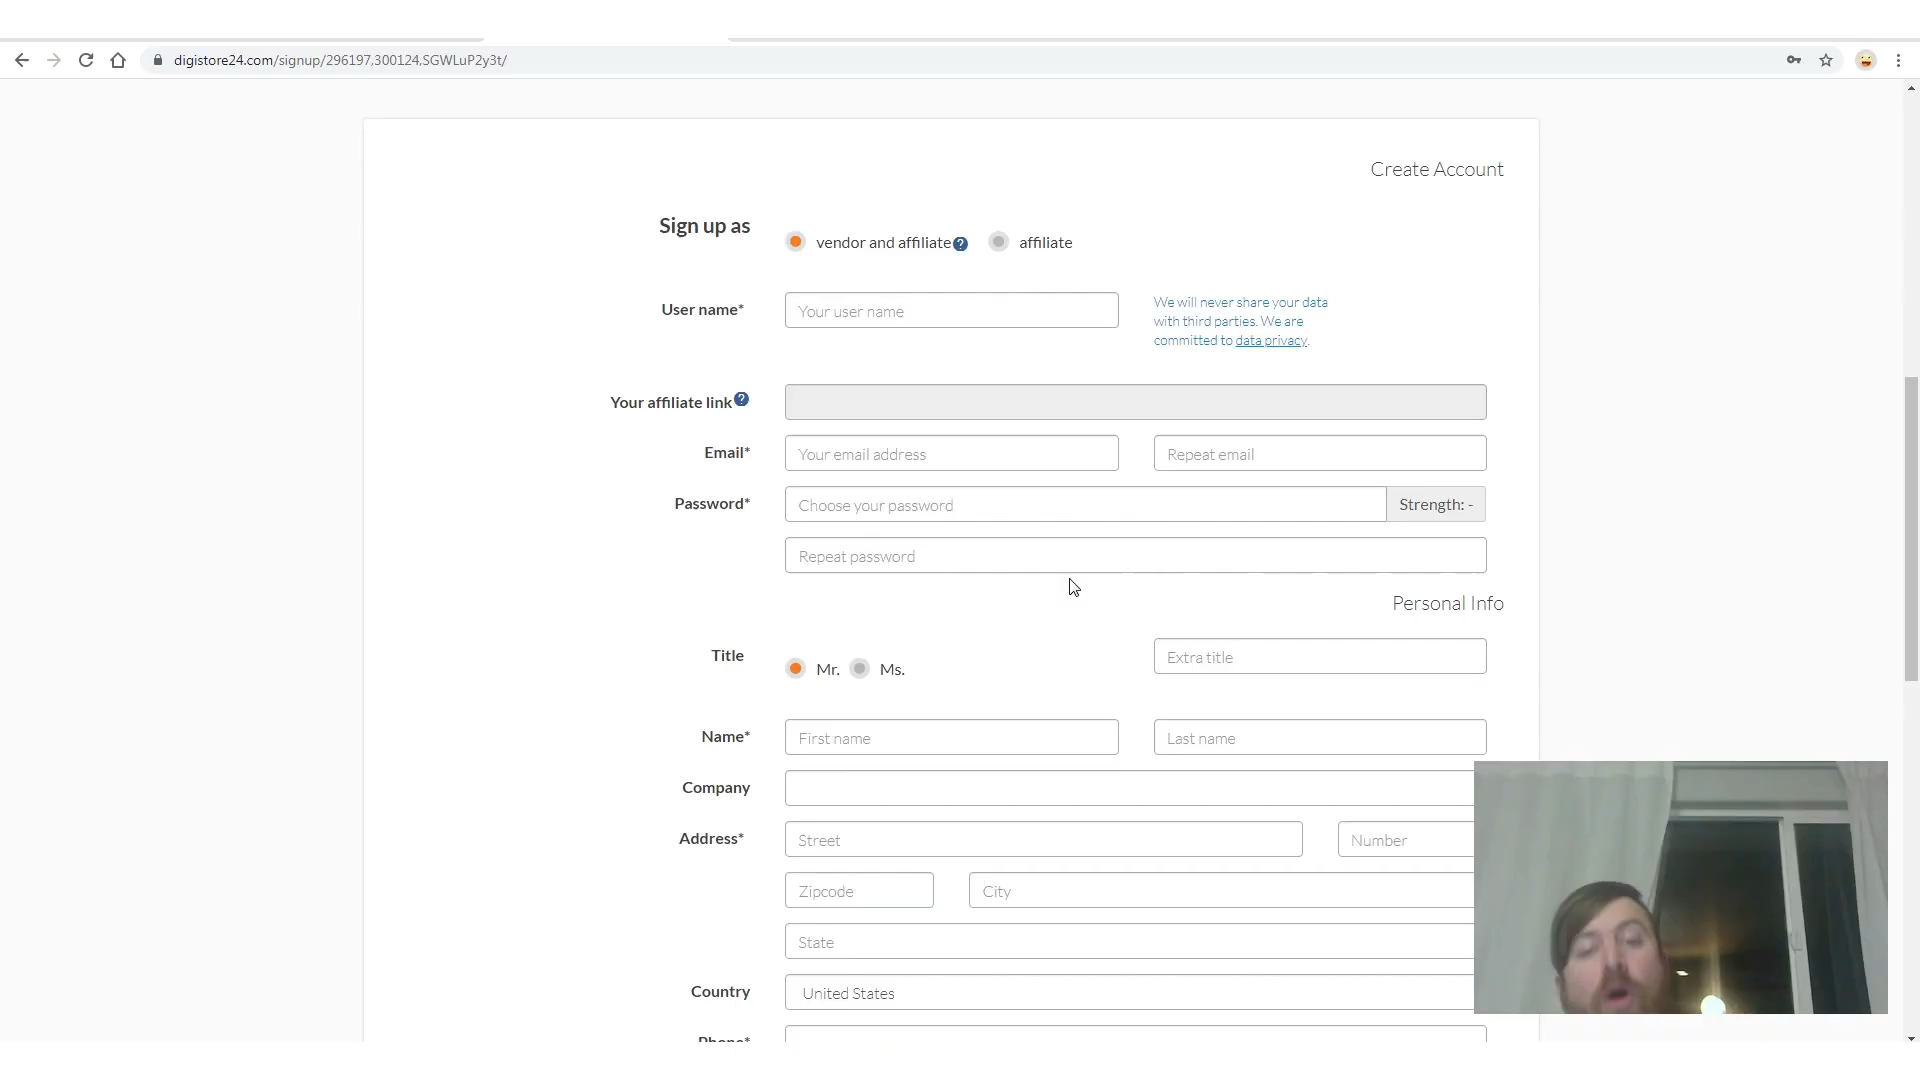 digistore24.com/signup/296197,300124,SGWLuP2y3t/
Create Account
Sign up as
vendor and affiliate ? affiliate
User name* Your user name
We will never share your data
with third parties. We are
committed to data privacy.
Your affiliate link ?
Email* Your email address Repeat email
Password* Choose your password Strength: -
Repeat password
Personal Info
Title Mr. Ms. Extra title
Name* First name Last name
Company
Address* Street Number
Zipcode City
State
Country United States
Phone*